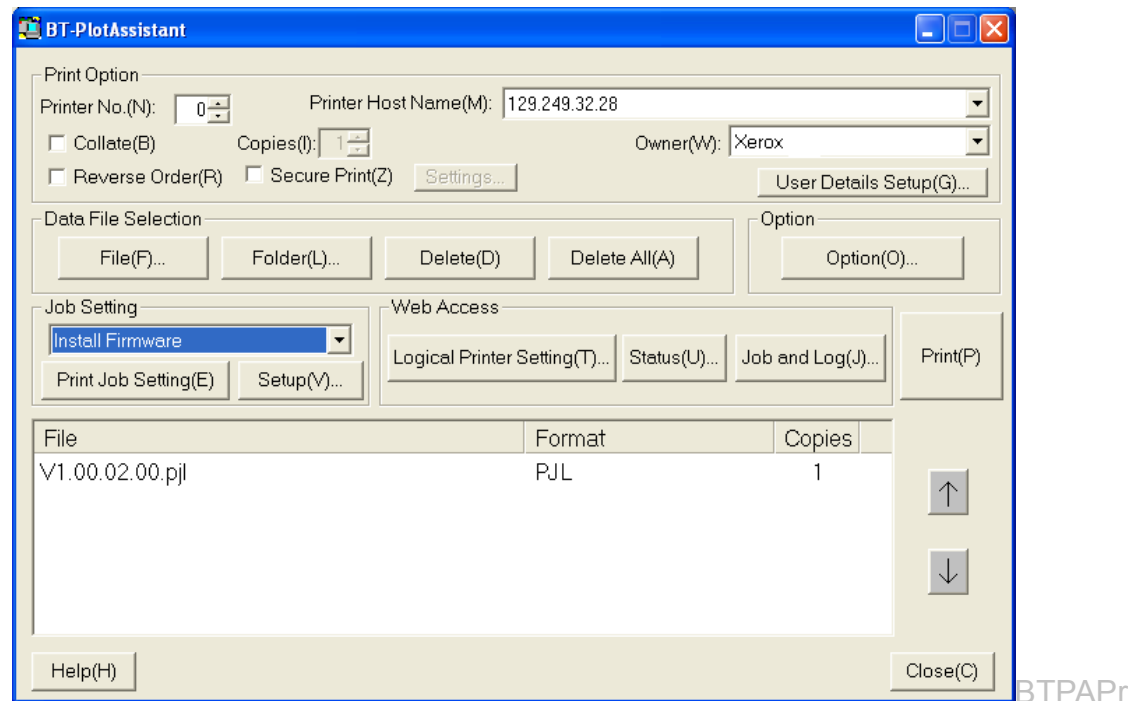 BT-PlotAssistant
Print Option
Printer No.(N): 0 Printer Host Name(M): 129.249.32.28
Collate(B) Copies(I): 1 Owner(W): Xerox
Reverse Order(R) Secure Print(Z) Settings... User Details Setup(G)...
Data File Selection Option
File(F)... Folder(L)... Delete(D) Delete All(A) Option(O)...
Job Setting Web Access
Install Firmware
Logical Printer Setting(T)... Status(U)... Job and Log(J)... Print(P)
Print Job Setting(E) Setup(V)...
File Format Copies
V1.00.02.00.pjl PJL 1
Help(H) Close(C)
BTPAPr